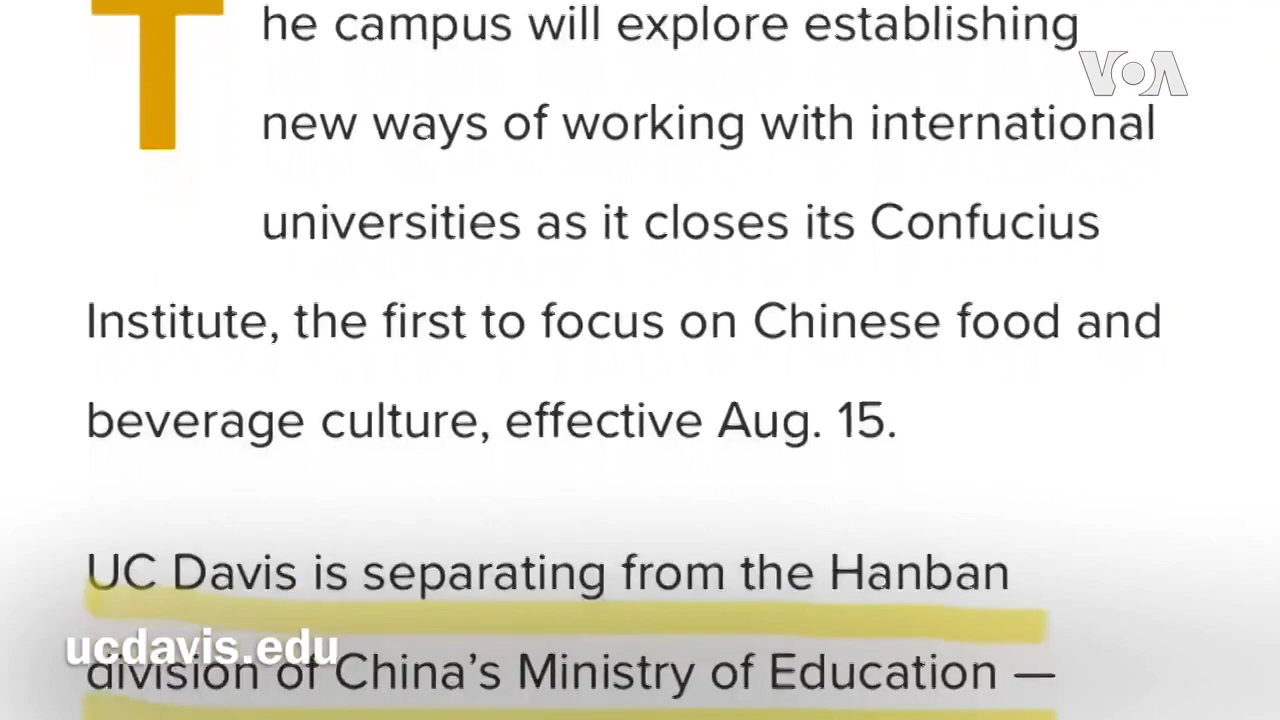 The campus will explore establishing
VOA
new ways of working with international
universities as it closes its Confucius
Institute, the first to focus on Chinese food and
beverage culture, effective Aug. 15.
UC Davis is separating from the Hanban
ucdavis.edu
division of China’s Ministry of Education —